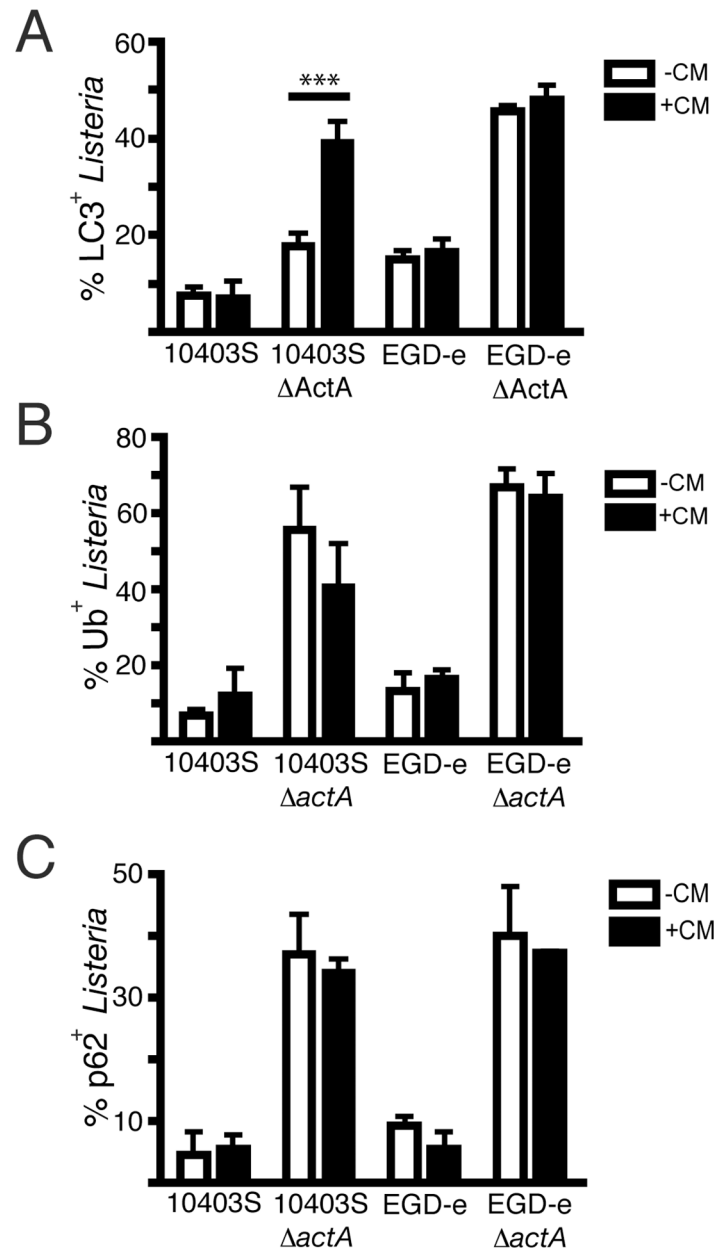 A
% LC3+ Listeria
60
40
20
***
-CM
+CM
10403S
10403S
ΔActA
EGD-e
EGD-e
ΔActA
B
% Ub+ Listeria
80
60
40
20
-CM
+CM
10403S
10403S
ΔactA
EGD-e
EGD-e
ΔactA
C
% p62+ Listeria
50
30
10
-CM
+CM
10403S
10403S
ΔactA
EGD-e
EGD-e
ΔactA